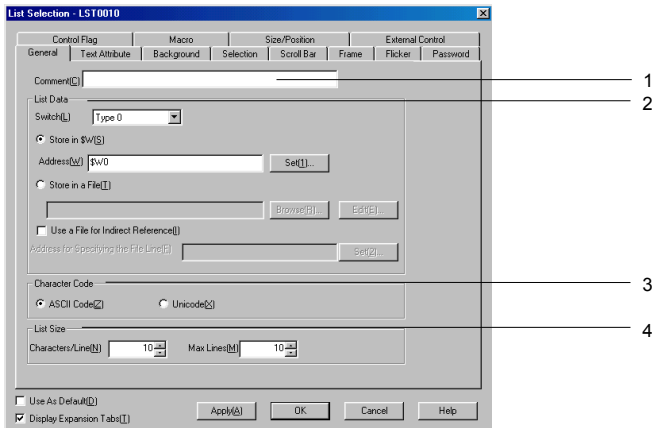 List Selection - LST0010
Control Flag Macro Size/Position External Control
General Text Attribute Background Selection Scroll Bar Frame Flicker Password
Comment(C) 1
List Data 2
Switch(L) Type 0
Store in $W(S)
Address(W) $W0 Set(1)...
Store in a File(T)
Browse(R)... Edit(E)...
Use a File for Indirect Reference(I)
Address for Specifying the File Line(F) Set(2)...
Character Code 3
ASCII Code(Z) Unicode(X)
List Size 4
Characters/Line(N) 10 Max Lines(M) 10
Use As Default(D)
Display Expansion Tabs(T)
Apply(A) OK Cancel Help